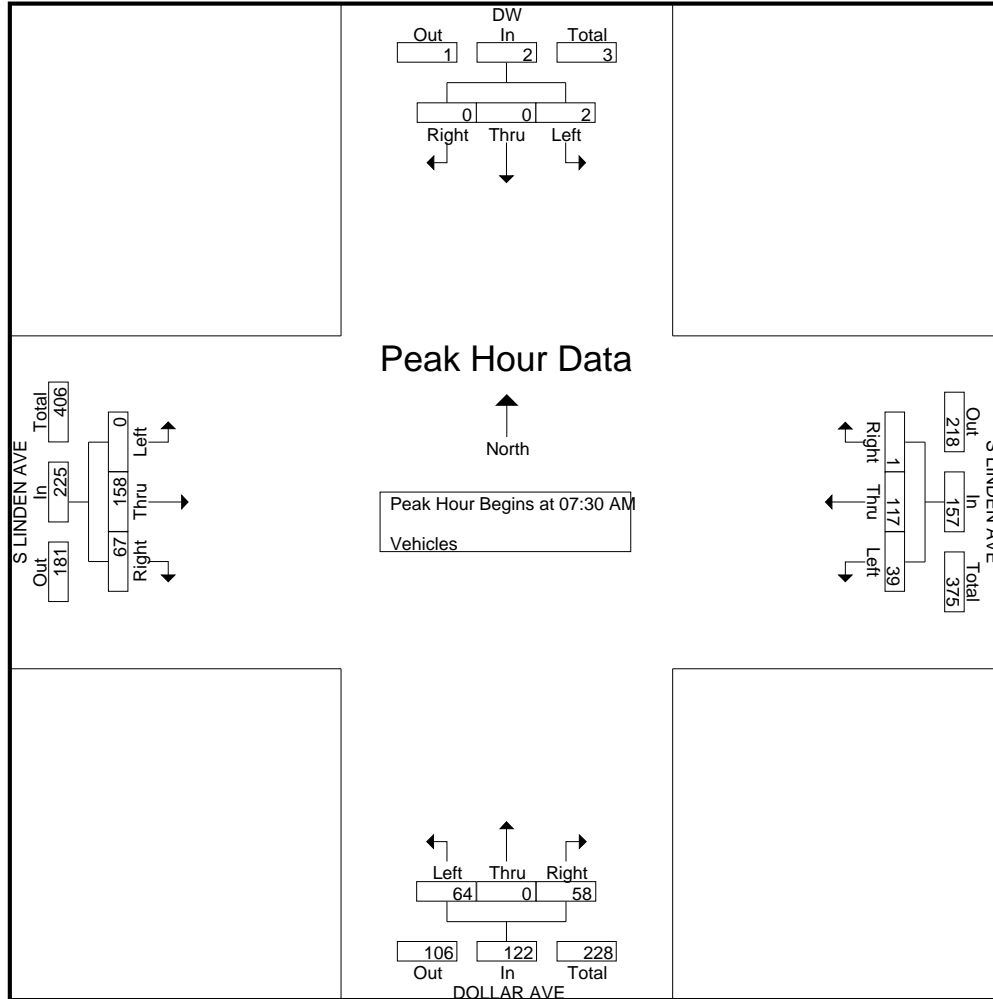 DW
Out In Total
1 2 3
0 0 2
Right Thru Left
Peak Hour Data
North
Peak Hour Begins at 07:30 AM
Vehicles
S LINDEN AVE
Out In Total
181 225 406
0 158 67
Left Thru Right
S LINDEN AVE
Out In Total
218 157 375
Right Thru Left
1 117 39
Left Thru Right
64 0 58
106 122 228
Out In Total
DOLLAR AVE